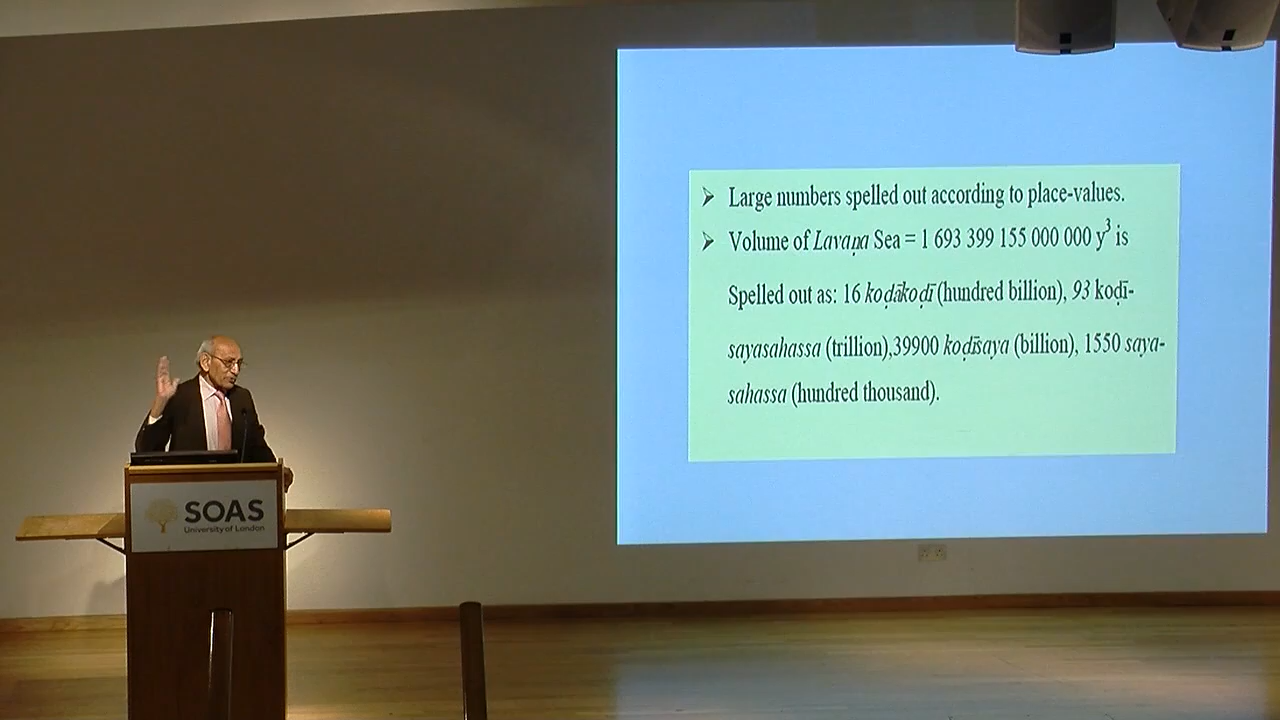 ➢ Large numbers spelled out according to place-values.
➢ Volume of Lavaṇa Sea = 1 693 399 155 000 000 y³ is
Spelled out as: 16 koḍākoḍī (hundred billion), 93 koḍī-
sayasahassa (trillion),39900 koḍīsaya (billion), 1550 saya-
sahassa (hundred thousand).
SOAS
University of London